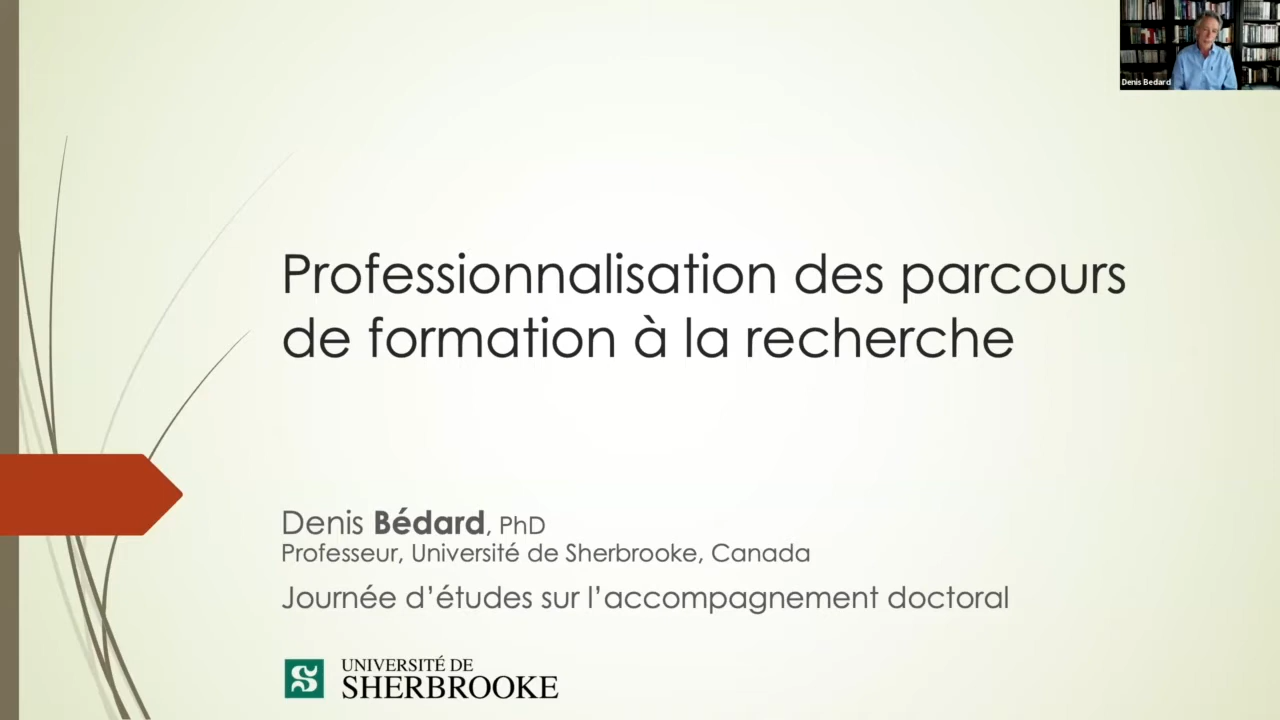 Denis Bedard
Professionnalisation des parcours
de formation à la recherche
Denis Bédard, PhD
Professeur, Université de Sherbrooke, Canada
Journée d’études sur l’accompagnement doctoral
UNIVERSITÉ DE
SHERBROOKE